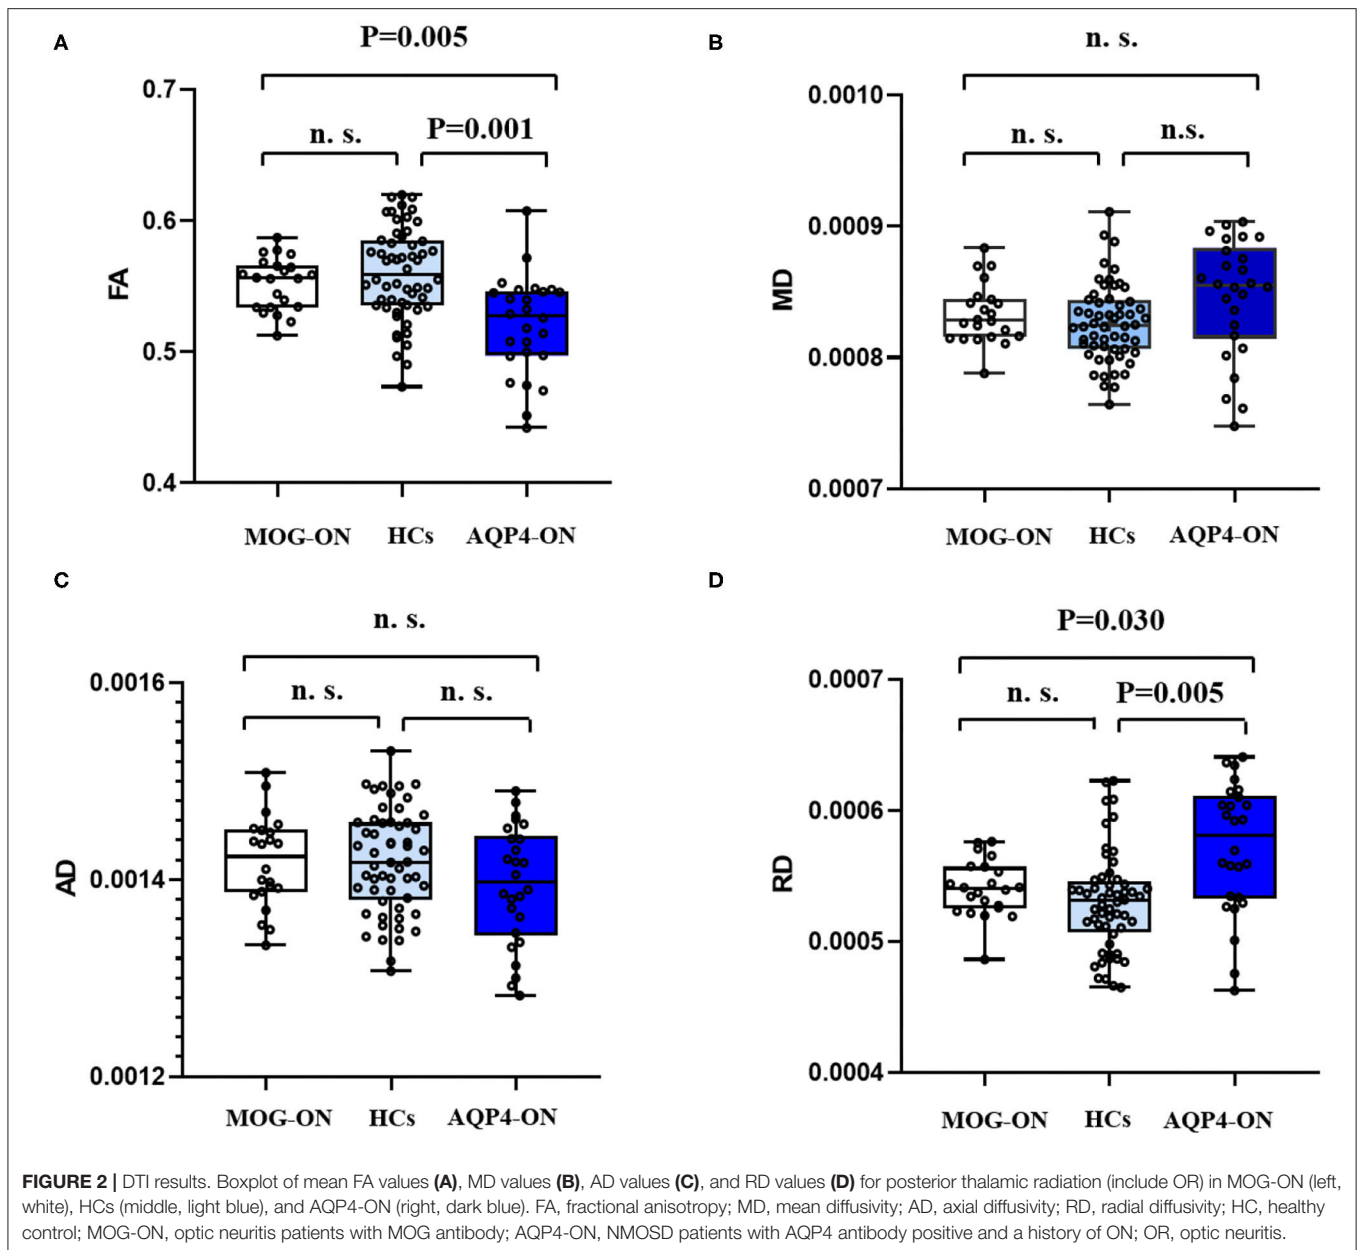 A
P=0.005
n. s.
P=0.001
0.7
0.6
0.5
0.4
FA
MOG-ON HCs AQP4-ON
B
n. s.
n. s.
n.s.
0.0010
0.0009
0.0008
0.0007
MD
MOG-ON HCs AQP4-ON
C
n. s.
n. s.
n. s.
0.0016
0.0014
0.0012
AD
MOG-ON HCs AQP4-ON
D
P=0.030
n. s.
P=0.005
0.0007
0.0006
0.0005
0.0004
RD
MOG-ON HCs AQP4-ON
FIGURE 2 | DTI results. Boxplot of mean FA values (A), MD values (B), AD values (C), and RD values (D) for posterior thalamic radiation (include OR) in MOG-ON (left,
white), HCs (middle, light blue), and AQP4-ON (right, dark blue). FA, fractional anisotropy; MD, mean diffusivity; AD, axial diffusivity; RD, radial diffusivity; HC, healthy
control; MOG-ON, optic neuritis patients with MOG antibody; AQP4-ON, NMOSD patients with AQP4 antibody positive and a history of ON; OR, optic neuritis.